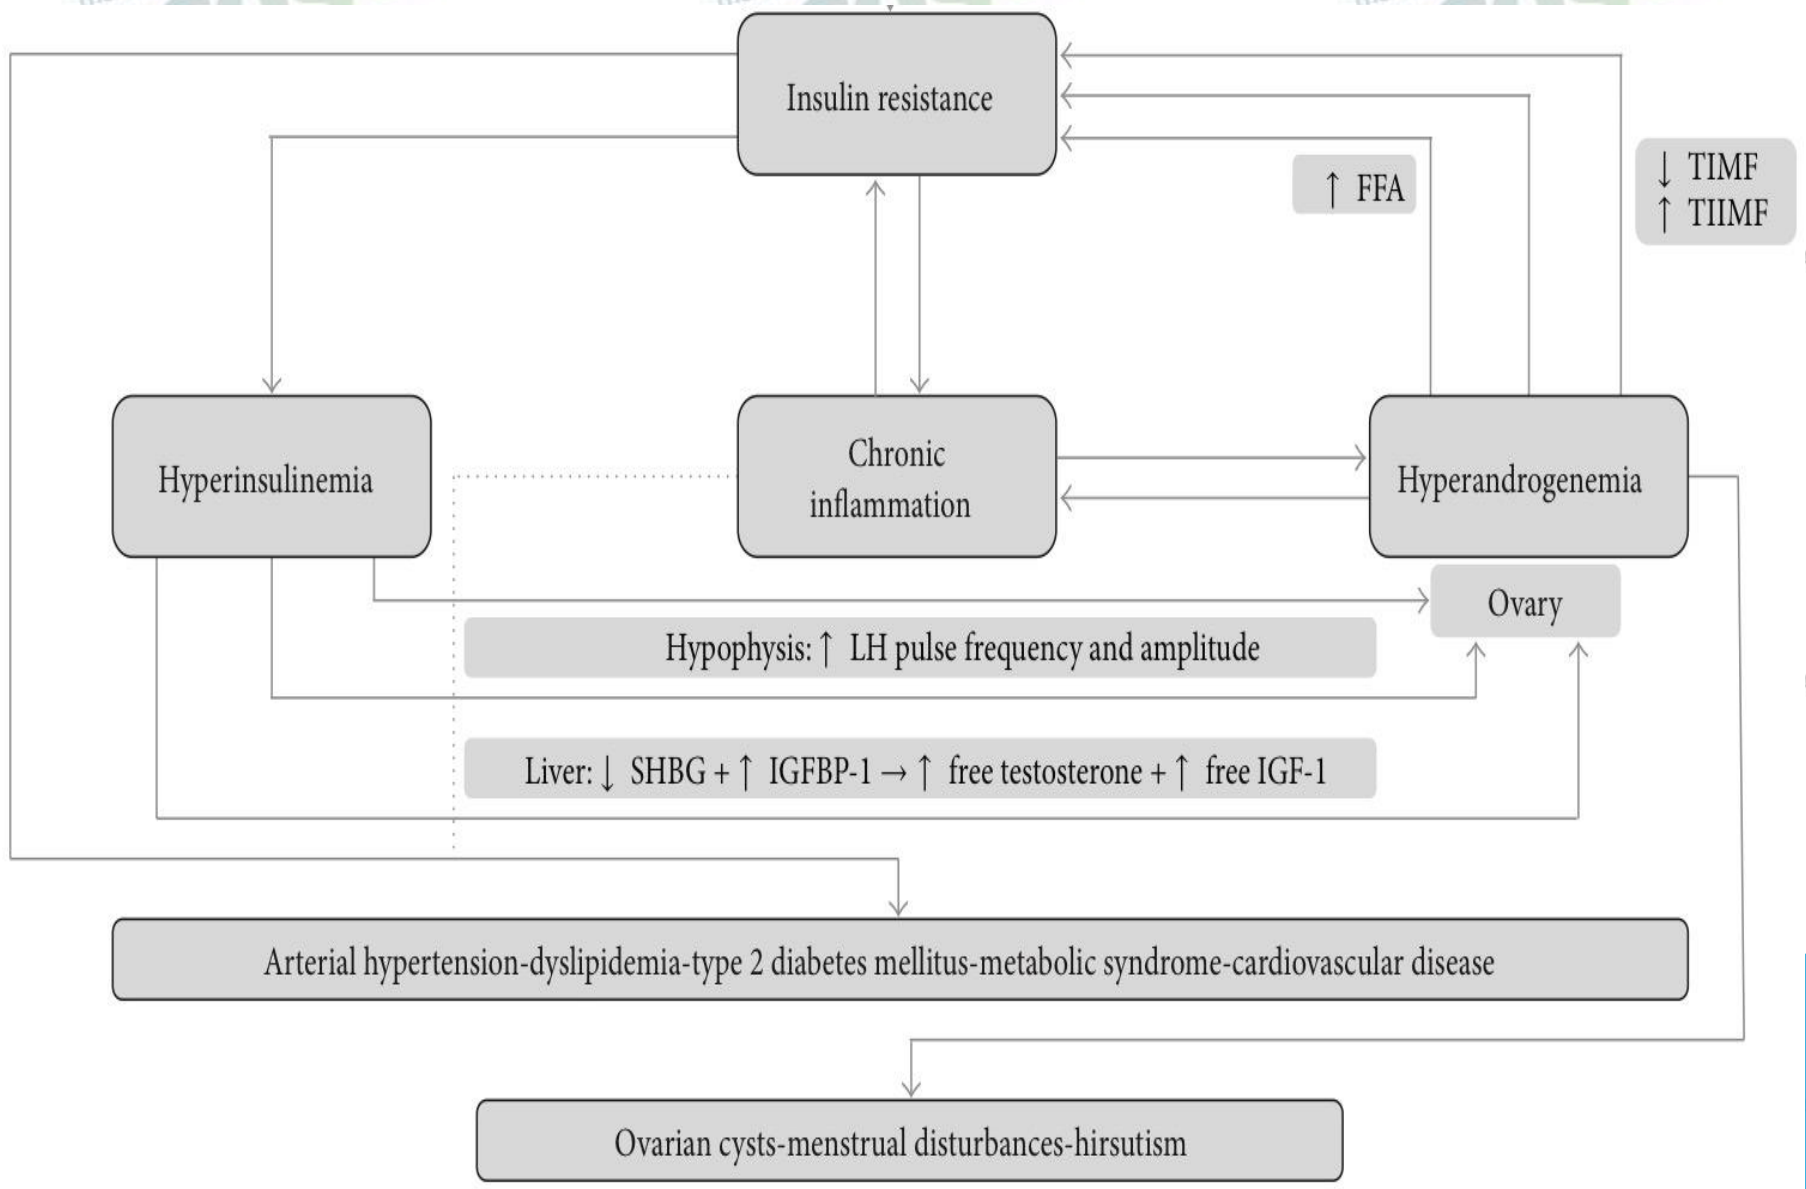 Insulin resistance
↑ FFA
↓ TIMF
↑ TIIMF
Hyperinsulinemia
Chronic
inflammation
Hyperandrogenemia
Ovary
Hypophysis: ↑ LH pulse frequency and amplitude
Liver: ↓ SHBG + ↑ IGFBP-1 → ↑ free testosterone + ↑ free IGF-1
Arterial hypertension-dyslipidemia-type 2 diabetes mellitus-metabolic syndrome-cardiovascular disease
Ovarian cysts-menstrual disturbances-hirsutism